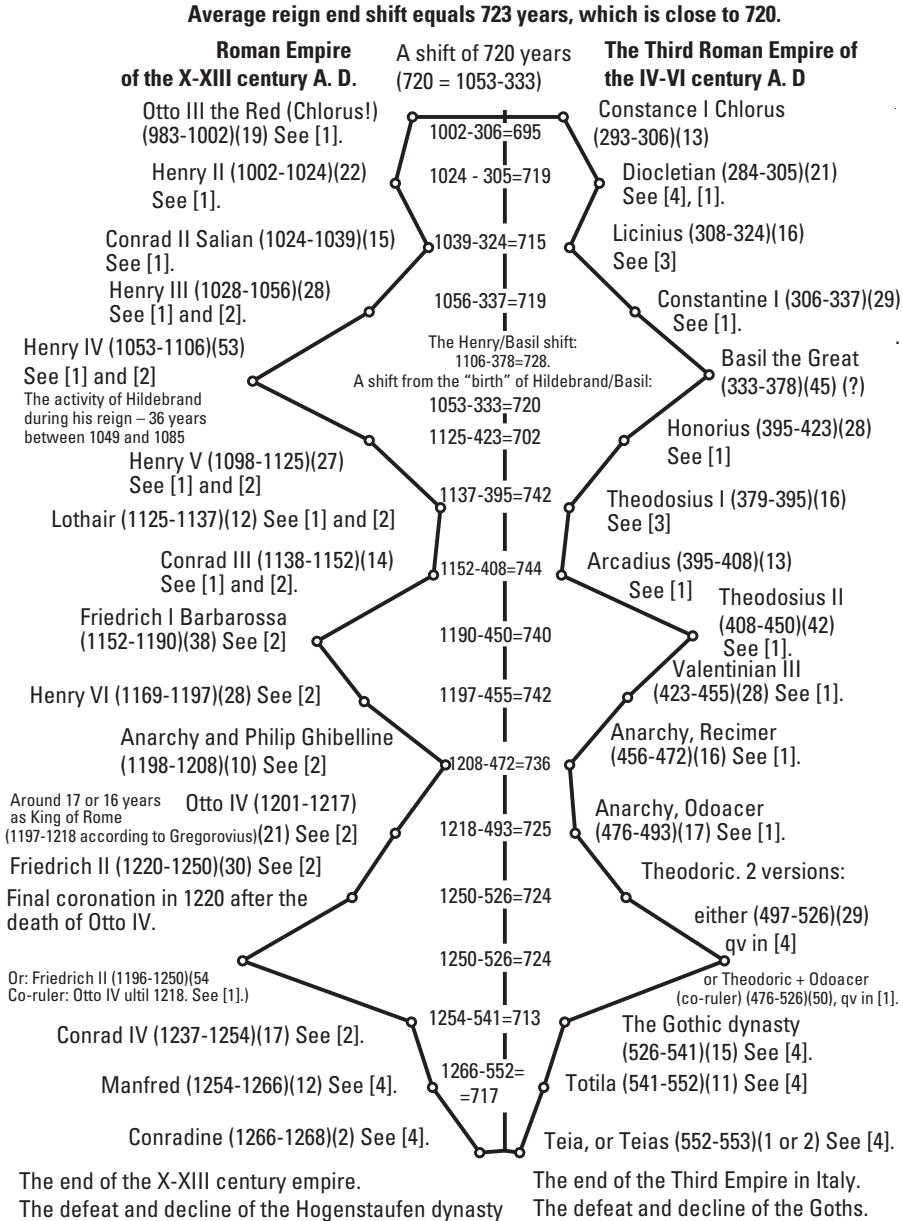 Average reign end shift equals 723 years, which is close to 720.
Roman Empire
of the X-XIII century A. D.
A shift of 720 years
(720 = 1053-333)
The Third Roman Empire of
the IV-VI century A. D
Otto III the Red (Chlorus!)
(983-1002)(19) See [1].
1002-306=695
Constance I Chlorus
(293-306)(13)
Henry II (1002-1024)(22)
See [1].
1024 - 305=719
Diocletian (284-305)(21)
See [4], [1].
Conrad II Salian (1024-1039)(15)
See [1].
1039-324=715
Licinius (308-324)(16)
See [3]
Henry III (1028-1056)(28)
See [1] and [2].
1056-337=719
Constantine I (306-337)(29)
See [1].
Henry IV (1053-1106)(53)
See [1] and [2]
The activity of Hildebrand
during his reign – 36 years
between 1049 and 1085
The Henry/Basil shift:
1106-378=728.
A shift from the “birth” of Hildebrand/Basil:
1053-333=720
Basil the Great
(333-378)(45) (?)
Henry V (1098-1125)(27)
See [1] and [2]
1125-423=702
Honorius (395-423)(28)
See [1]
Lothair (1125-1137)(12) See [1] and [2]
1137-395=742
Theodosius I (379-395)(16)
See [3]
Conrad III (1138-1152)(14)
See [1] and [2].
1152-408=744
Arcadius (395-408)(13)
See [1]
Friedrich I Barbarossa
(1152-1190)(38) See [2]
1190-450=740
Theodosius II
(408-450)(42)
See [1].
Henry VI (1169-1197)(28) See [2]
1197-455=742
Valentinian III
(423-455)(28) See [1].
Anarchy and Philip Ghibelline
(1198-1208)(10) See [2]
1208-472=736
Anarchy, Recimer
(456-472)(16) See [1].
Around 17 or 16 years
as King of Rome
(1197-1218 according to Gregorovius)
Otto IV (1201-1217)
(21) See [2]
1218-493=725
Anarchy, Odoacer
(476-493)(17) See [1].
Friedrich II (1220-1250)(30) See [2]
Final coronation in 1220 after the
death of Otto IV.
1250-526=724
Theodoric. 2 versions:
either (497-526)(29)
qv in [4]
Or: Friedrich II (1196-1250)(54
Co-ruler: Otto IV ultil 1218. See [1].)
1250-526=724
or Theodoric + Odoacer
(co-ruler) (476-526)(50), qv in [1].
Conrad IV (1237-1254)(17) See [2].
1254-541=713
The Gothic dynasty
(526-541)(15) See [4].
Manfred (1254-1266)(12) See [4].
1266-552=
=717
Totila (541-552)(11) See [4]
Conradine (1266-1268)(2) See [4].
Teia, or Teias (552-553)(1 or 2) See [4].
The end of the X-XIII century empire.
The defeat and decline of the Hogenstaufen dynasty
The end of the Third Empire in Italy.
The defeat and decline of the Goths.